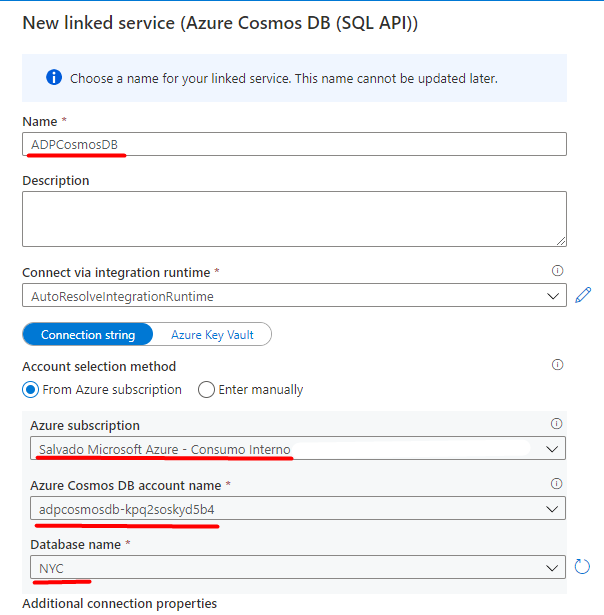 New linked service (Azure Cosmos DB (SQL API))
Choose a name for your linked service. This name cannot be updated later.
Name *
ADPCosmosDB
Description
Connect via integration runtime *
AutoResolveIntegrationRuntime
Connection string Azure Key Vault
Account selection method
From Azure subscription Enter manually
Azure subscription
Salvado Microsoft Azure - Consumo Interno
Azure Cosmos DB account name *
adpcosmosdb-kpq2soskyd5b4
Database name *
NYC
Additional connection properties